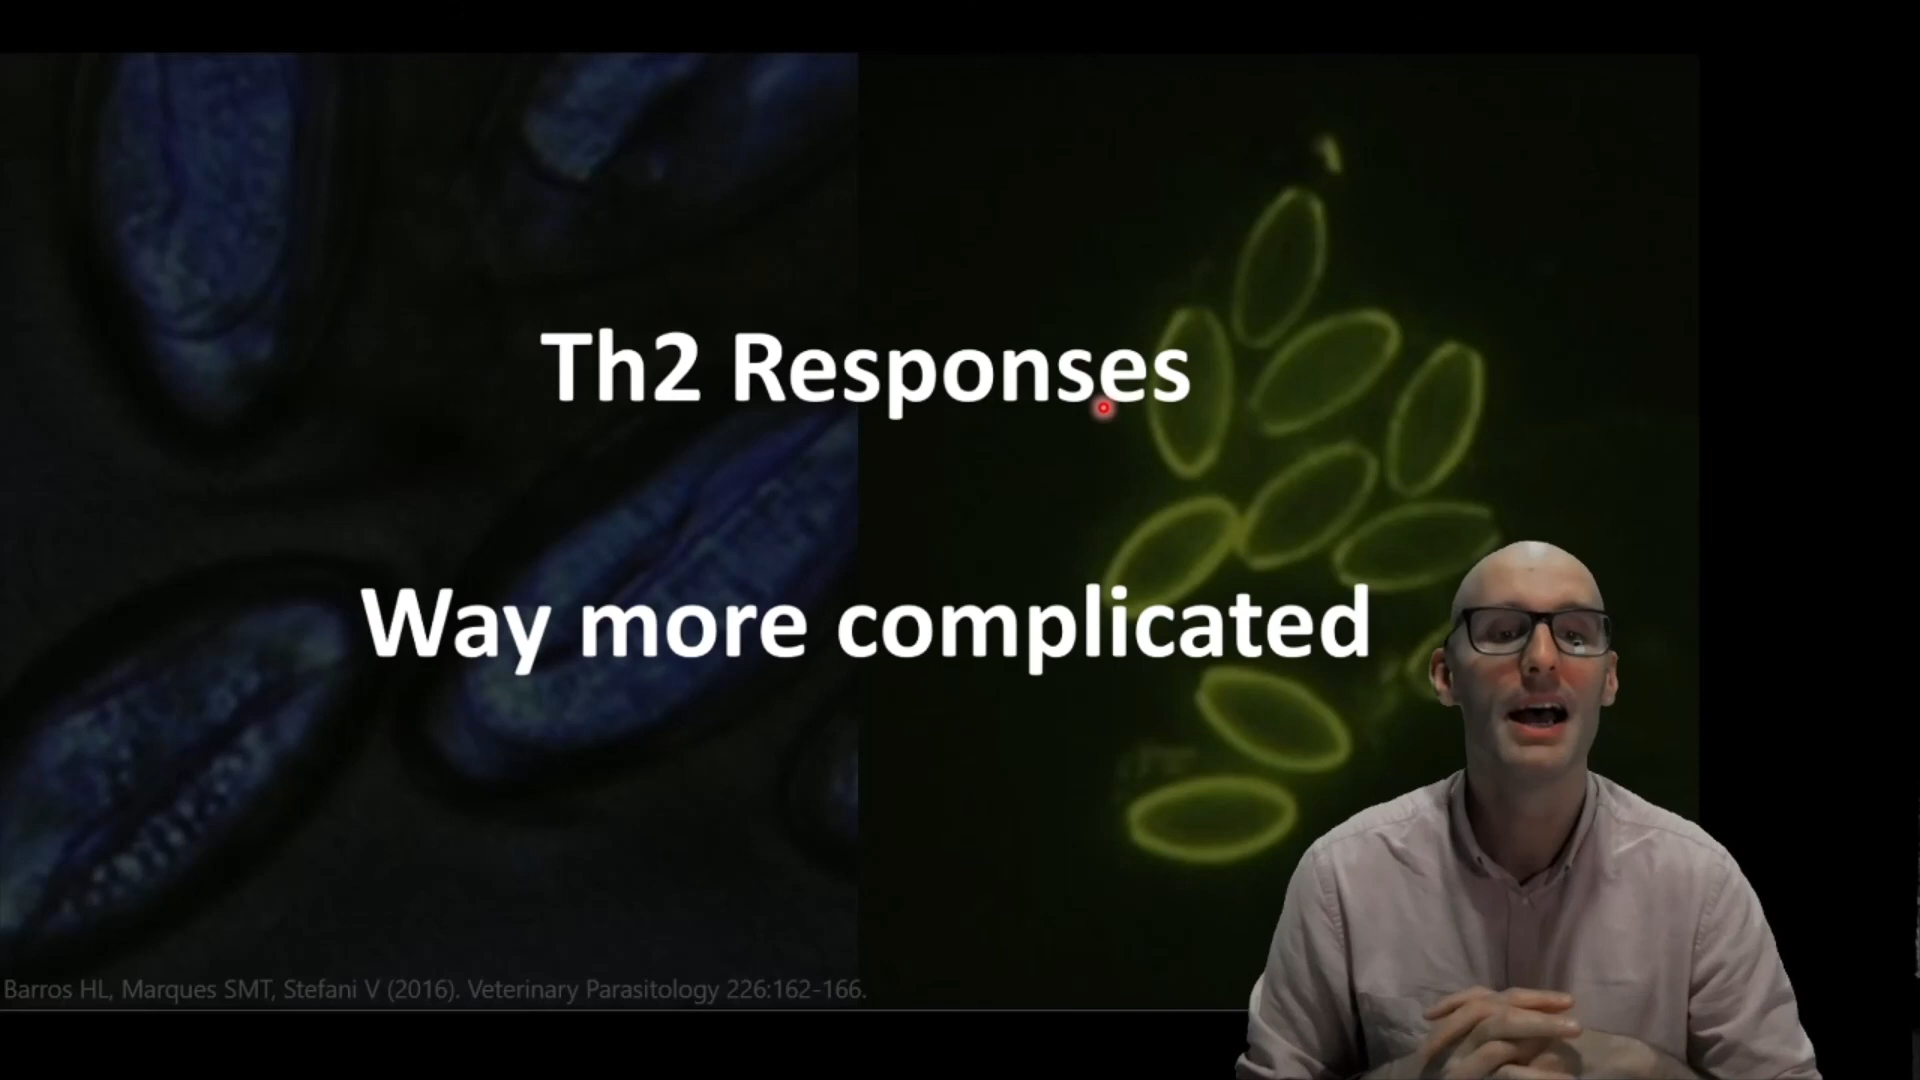 Th2 Responses
Way more complicated
Barros HL, Marques SMT, Stefani V (2016). Veterinary Parasitology 226:162-166.